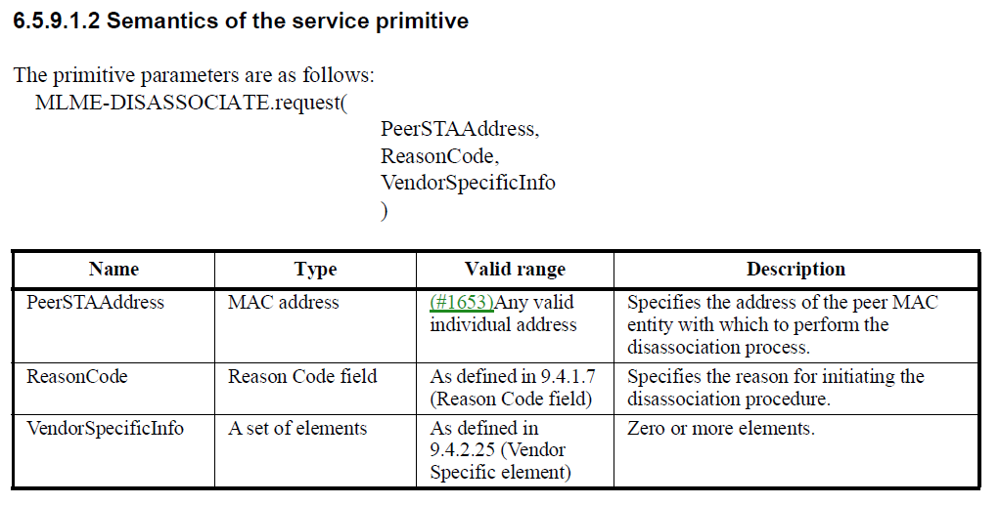 6.5.9.1.2 Semantics of the service primitive
The primitive parameters are as follows:
MLME-DISASSOCIATE.request(
PeerSTAAddress,
ReasonCode,
VendorSpecificInfo
)
Name Type Valid range Description
PeerSTAAddress MAC address (#1653)Any valid individual address Specifies the address of the peer MAC entity with which to perform the disassociation process.
ReasonCode Reason Code field As defined in 9.4.1.7 (Reason Code field) Specifies the reason for initiating the disassociation procedure.
VendorSpecificInfo A set of elements As defined in 9.4.2.25 (Vendor Specific element) Zero or more elements.